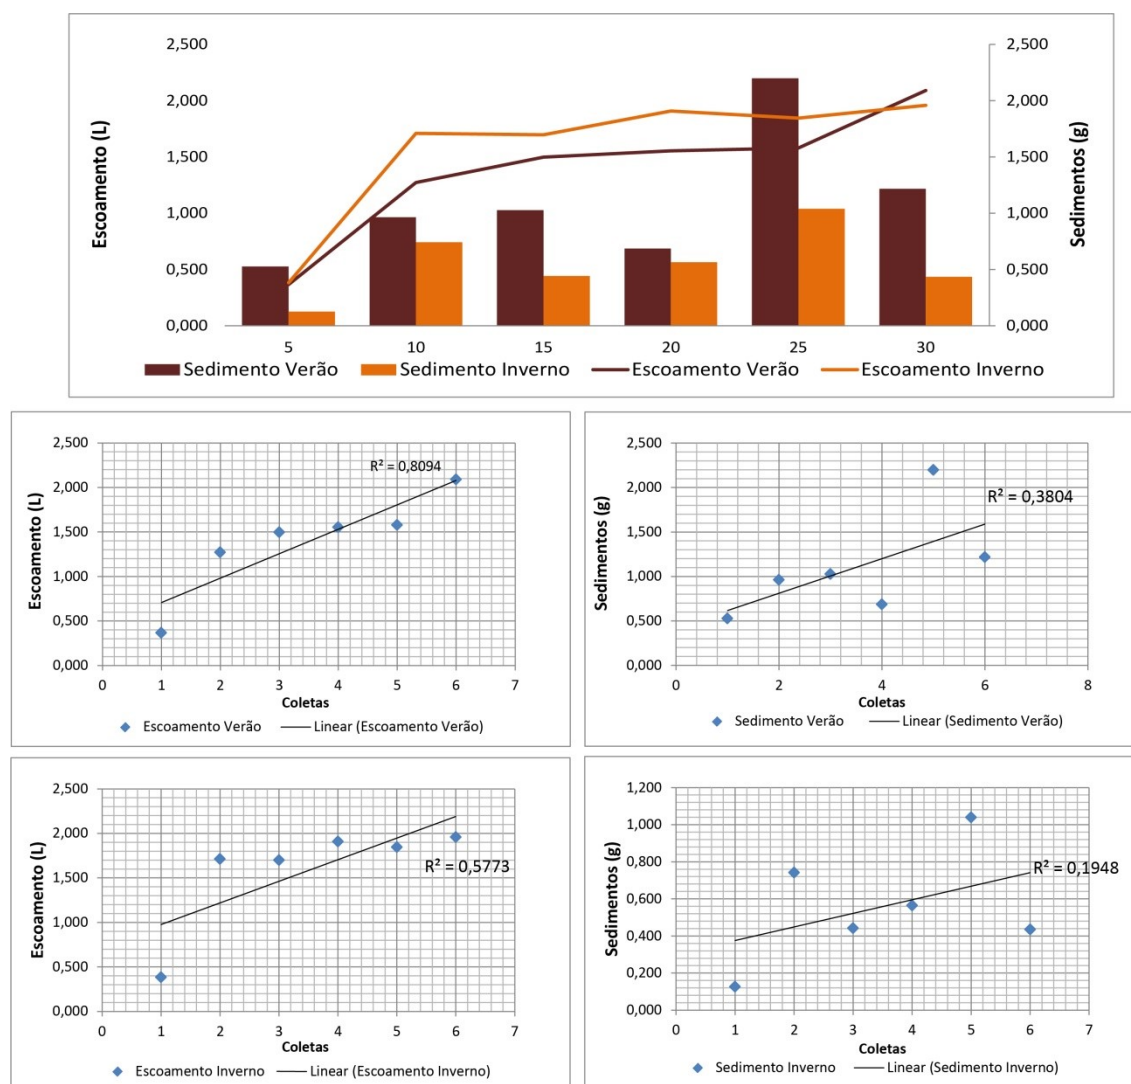 Escoamento (L)
2,500
2,000
1,500
1,000
0,500
0,000
5 10 15 20 25 30
2,500
2,000
1,500
1,000
0,500
0,000
Sedimentos (g)
Sedimento Verão Sedimento Inverno Escoamento Verão Escoamento Inverno
Escoamento (L)
2,500
2,000
1,500
1,000
0,500
0,000
R² = 0,8094
0 1 2 3 4 5 6 7
Coletas
Escoamento Verão Linear (Escoamento Verão)
Sedimentos (g)
2,500
2,000
1,500
1,000
0,500
0,000
R² = 0,3804
0 2 4 6 8
Coletas
Sedimento Verão Linear (Sedimento Verão)
Escoamento (L)
2,500
2,000
1,500
1,000
0,500
0,000
R² = 0,5773
0 1 2 3 4 5 6 7
Coletas
Escoamento Inverno Linear (Escoamento Inverno)
Sedimentos (g)
1,200
1,000
0,800
0,600
0,400
0,200
0,000
R² = 0,1948
0 1 2 3 4 5 6 7
Coletas
Sedimento Inverno Linear (Sedimento Inverno)